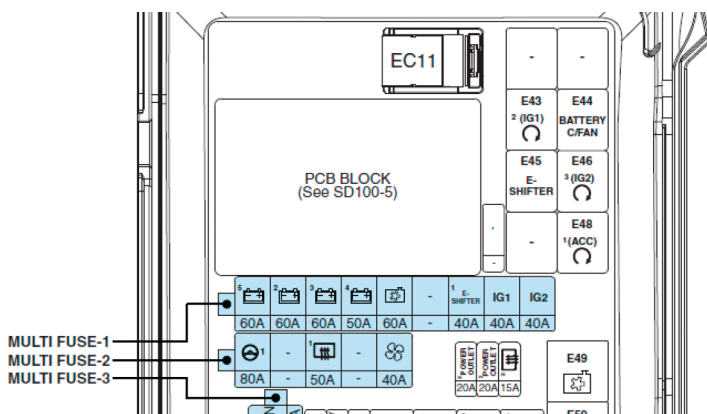 EC11
-
-
E43
2 (IG1)
E44
BATTERY
C/FAN
PCB BLOCK
(See SD100-5)
E45
E-
SHIFTER
E46
3 (IG2)
-
E48
1 (ACC)
5 2 3 4 - 1 E-SHIFTER IG1 IG2
60A 60A 60A 50A 60A - 40A 40A 40A
MULTI FUSE-1
MULTI FUSE-2
MULTI FUSE-3
1 - 1 -
80A - 50A - 40A
POWER OUTLET
POWER OUTLET
20A 20A 15A
E49